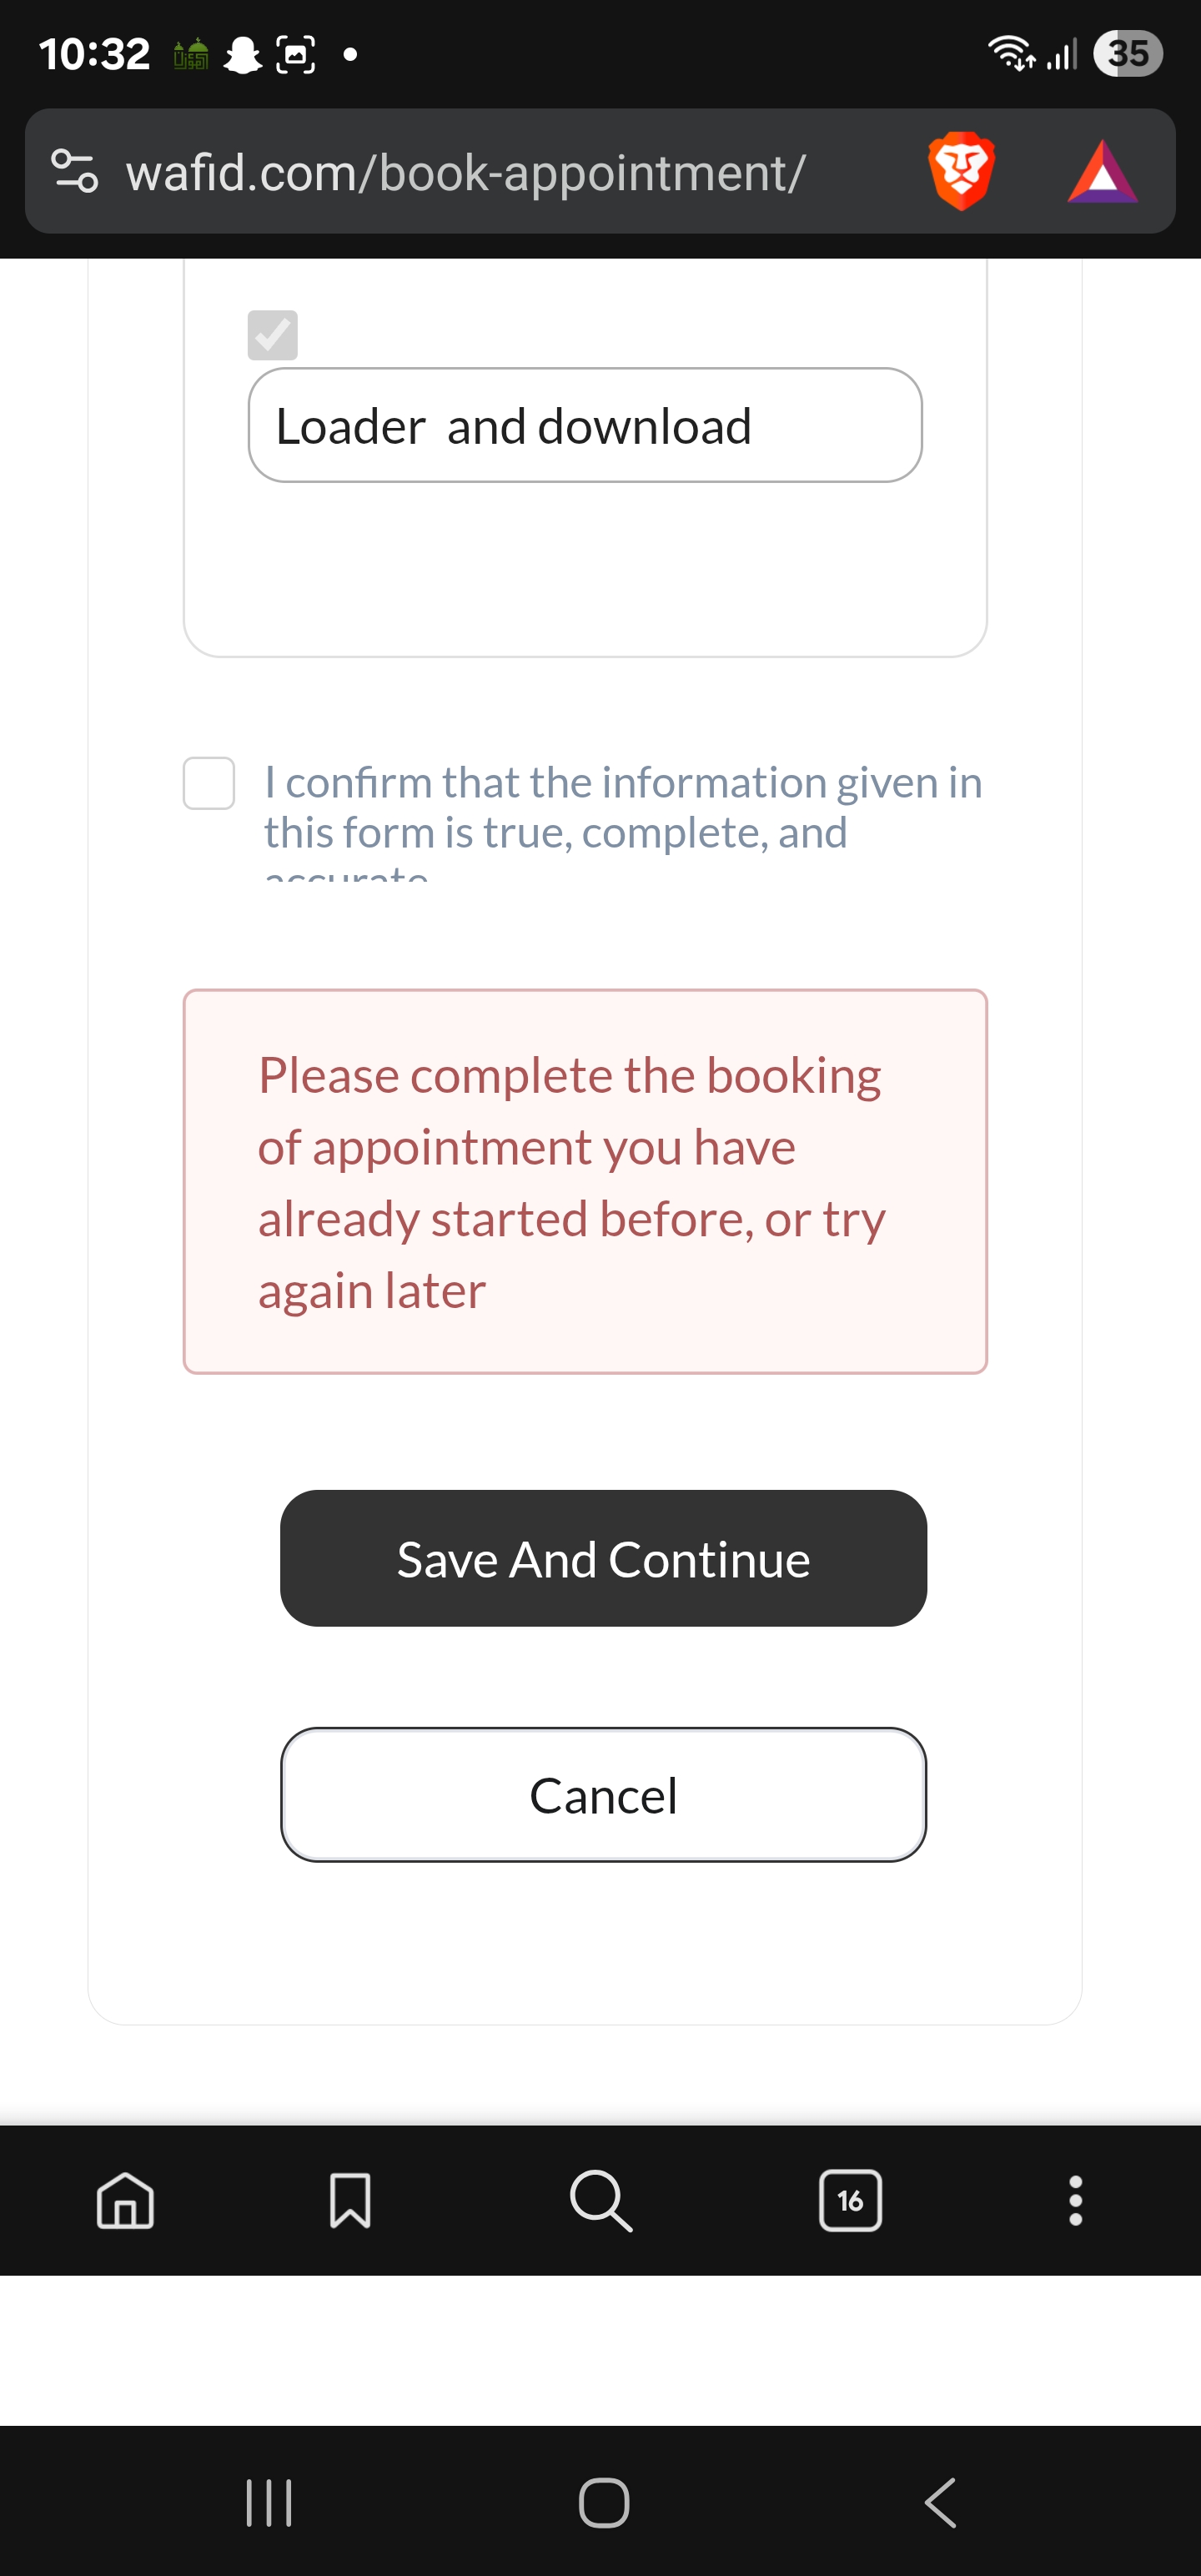 10:32
35
wafid.com/book-appointment/
Loader  and download
I confirm that the information given in
this form is true, complete, and
accurate
Please complete the booking
of appointment you have
already started before, or try
again later
Save And Continue
Cancel
16